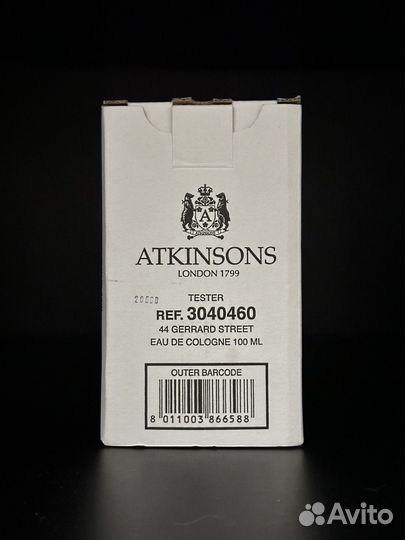 A
ATKINSONS
LONDON 1799
TESTER
REF. 3040460
44 GERRARD STREET
EAU DE COLOGNE 100 ML
OUTER BARCODE
8 011003 866588
Avito